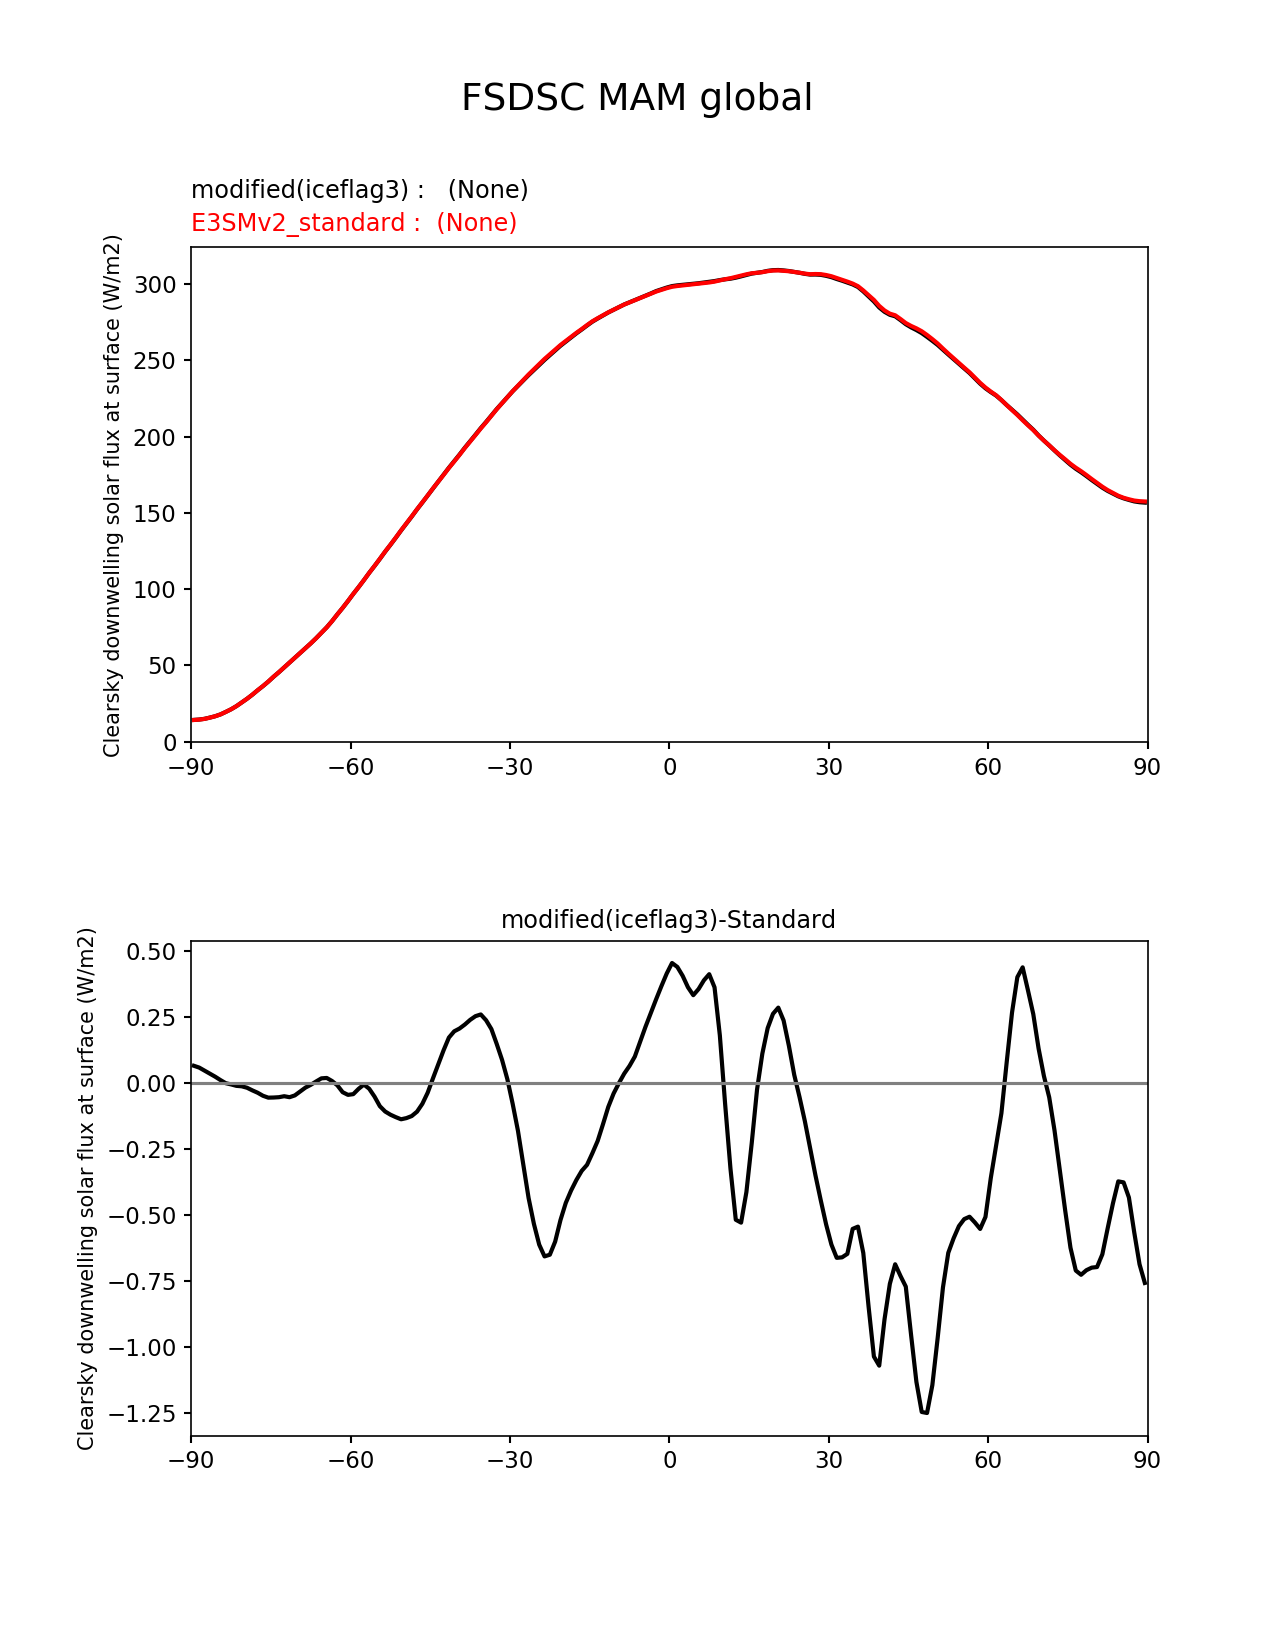 FSDSC MAM global
modified(iceflag3) :   (None)
E3SMv2_standard :  (None)
Clearsky downwelling solar flux at surface (W/m2)
300
250
200
150
100
50
0
−90 −60 −30 0 30 60 90
modified(iceflag3)-Standard
Clearsky downwelling solar flux at surface (W/m2)
0.50
0.25
0.00
−0.25
−0.50
−0.75
−1.00
−1.25
−90 −60 −30 0 30 60 90